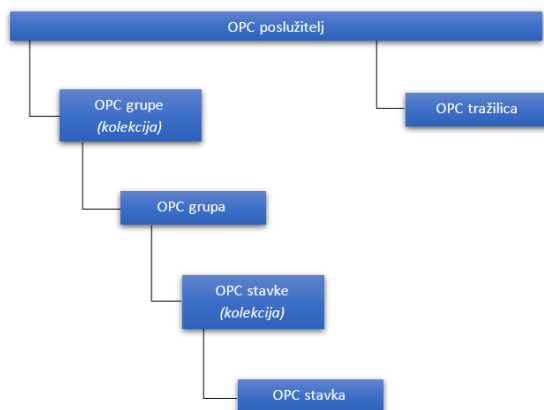 OPC poslužitelj
OPC grupe
(kolekcija)
OPC tražilica
OPC grupa
OPC stavke
(kolekcija)
OPC stavka